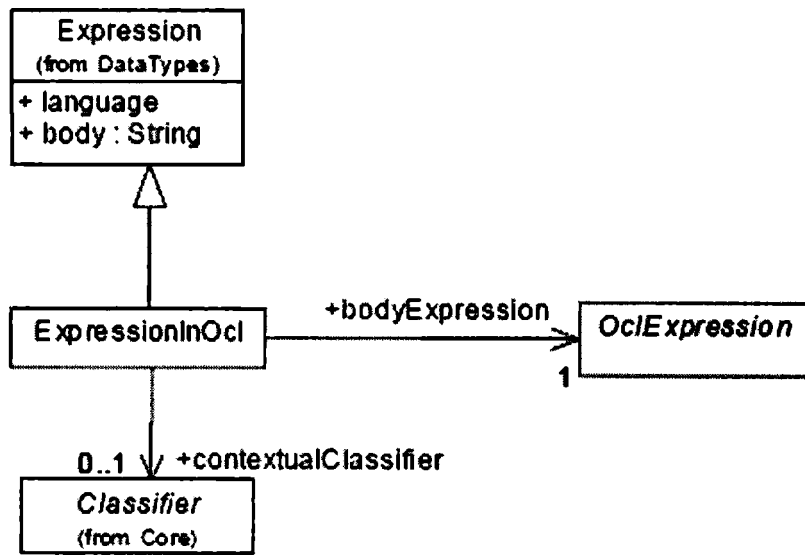 Expression
(from DataTypes)
+ language
+ body : String
+bodyExpression
ExpressionInOcl
OclExpression
1
0..1 +contextualClassifier
Classifier
(from Core)